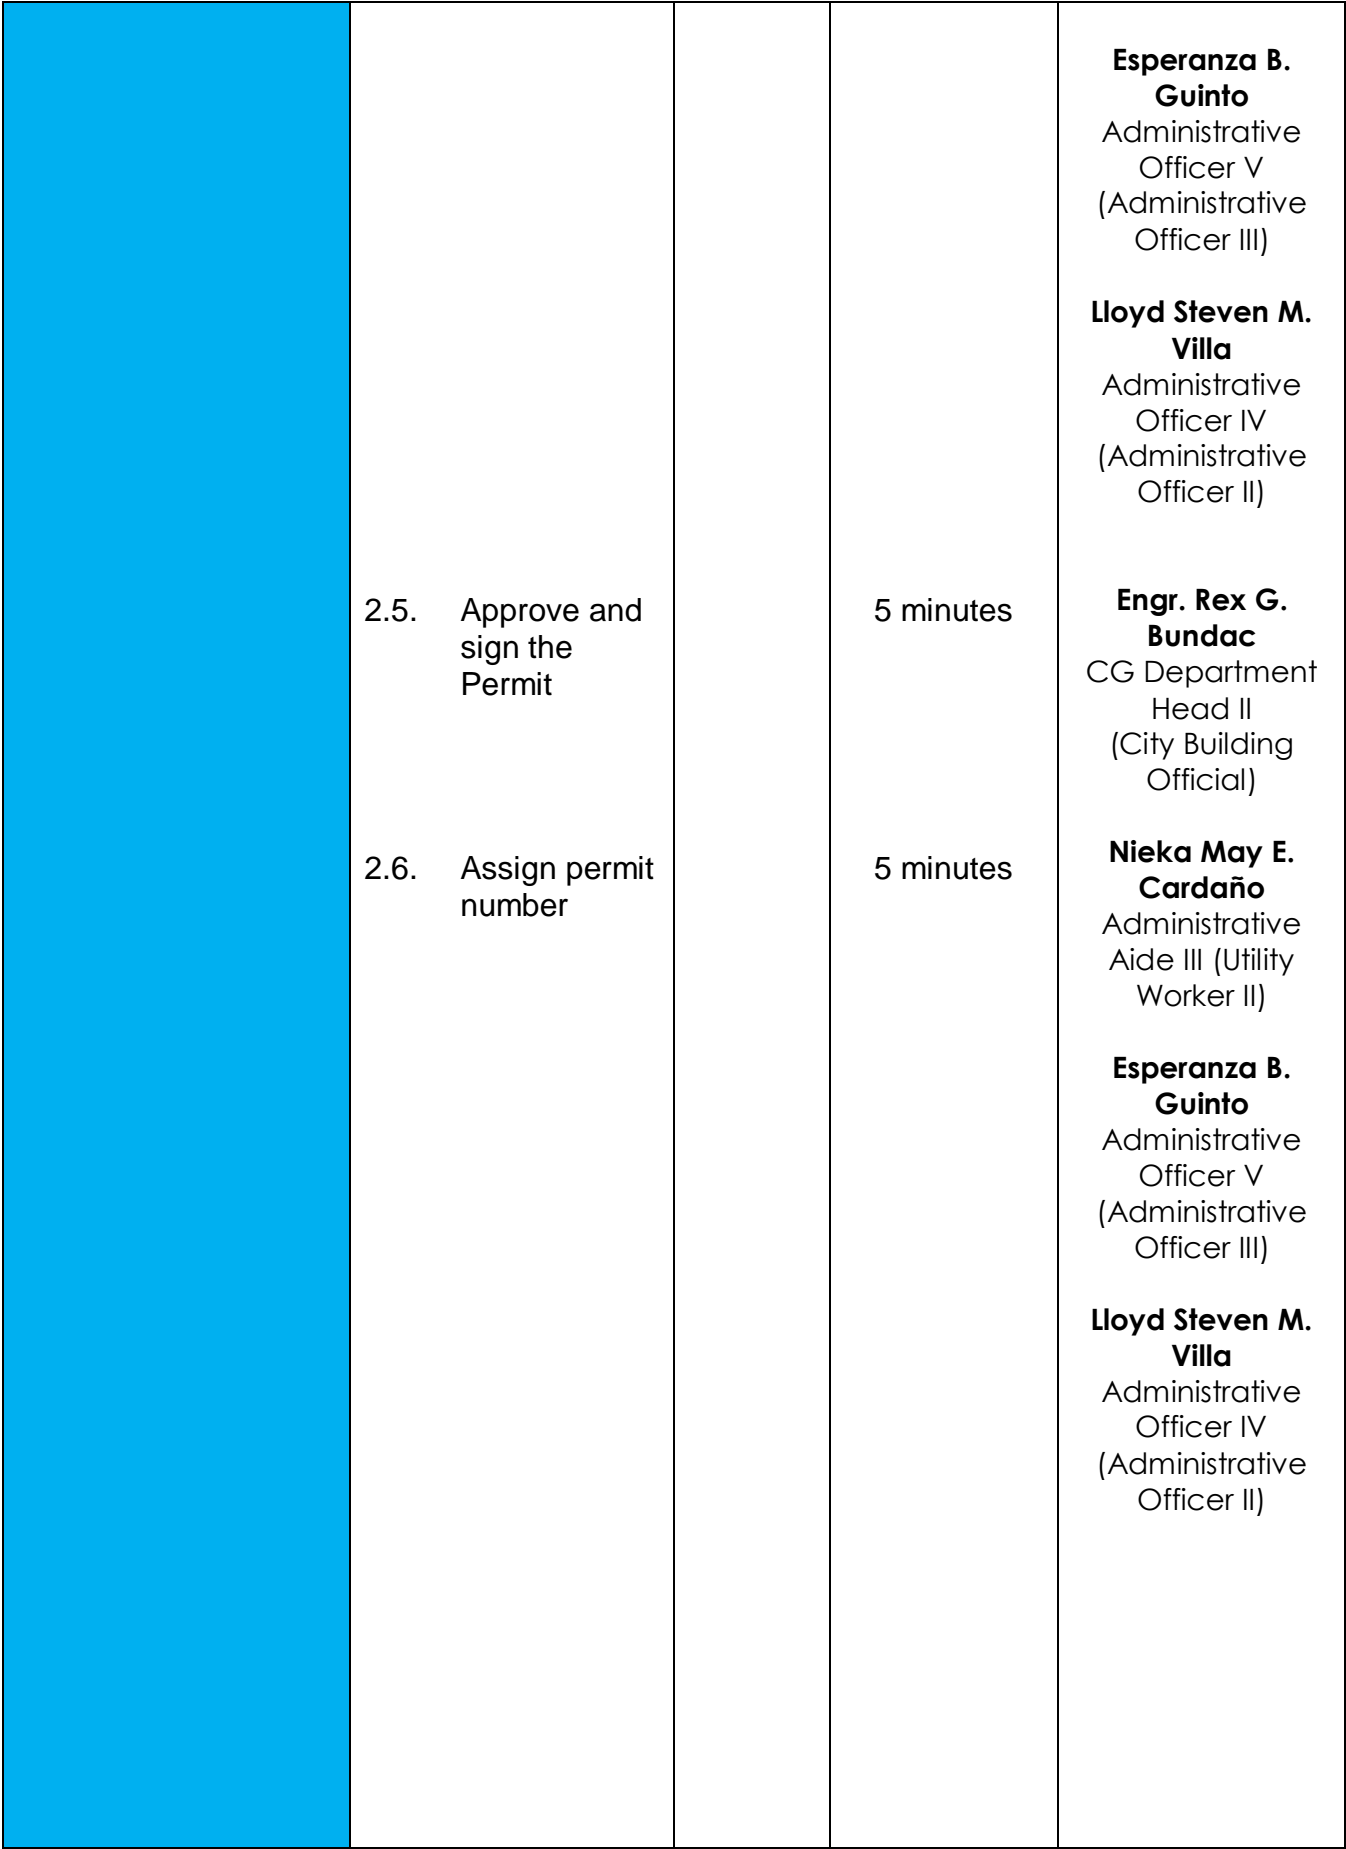 Esperanza B.
Guinto
Administrative
Officer V
(Administrative
Officer III)
Lloyd Steven M.
Villa
Administrative
Officer IV
(Administrative
Officer II)
2.5. Approve and
sign the
Permit
5 minutes
Engr. Rex G.
Bundac
CG Department
Head II
(City Building
Official)
2.6. Assign permit
number
5 minutes
Nieka May E.
Cardaño
Administrative
Aide III (Utility
Worker II)
Esperanza B.
Guinto
Administrative
Officer V
(Administrative
Officer III)
Lloyd Steven M.
Villa
Administrative
Officer IV
(Administrative
Officer II)